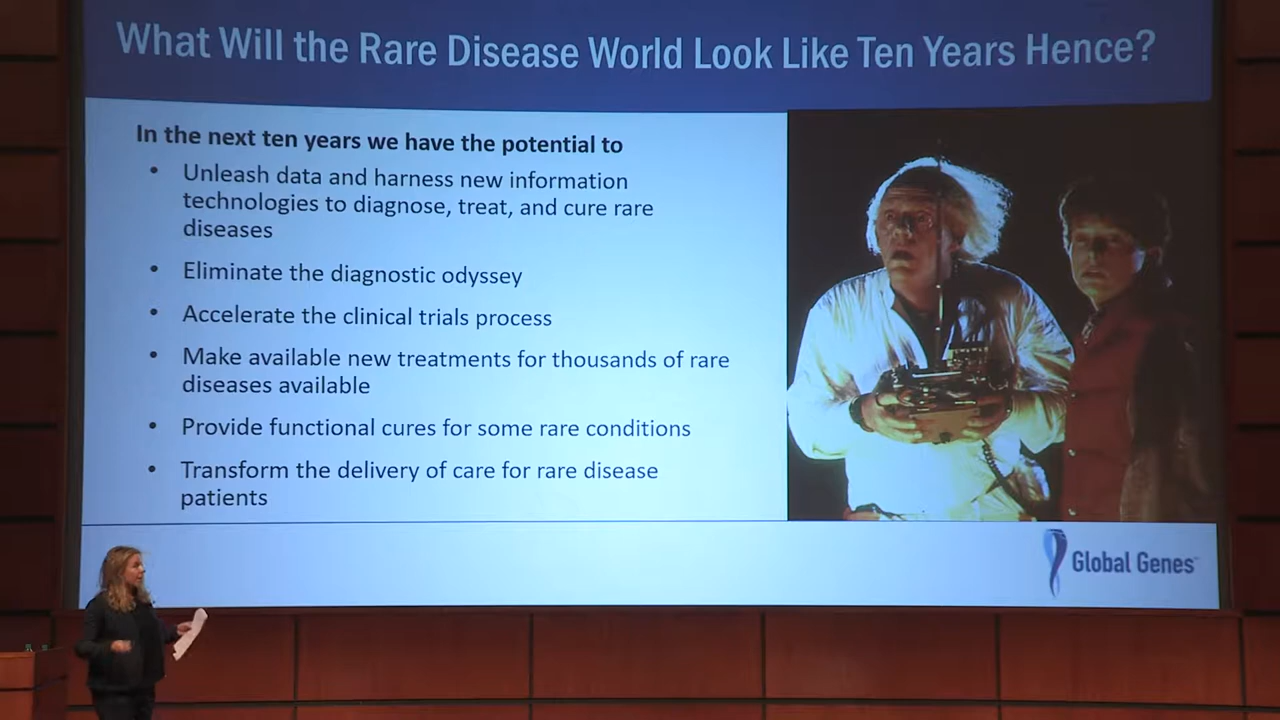 What Will the Rare Disease World Look Like Ten Years Hence?
In the next ten years we have the potential to
• Unleash data and harness new information
technologies to diagnose, treat, and cure rare
diseases
• Eliminate the diagnostic odyssey
• Accelerate the clinical trials process
• Make available new treatments for thousands of rare
diseases available
• Provide functional cures for some rare conditions
• Transform the delivery of care for rare disease
patients
Global Genes™